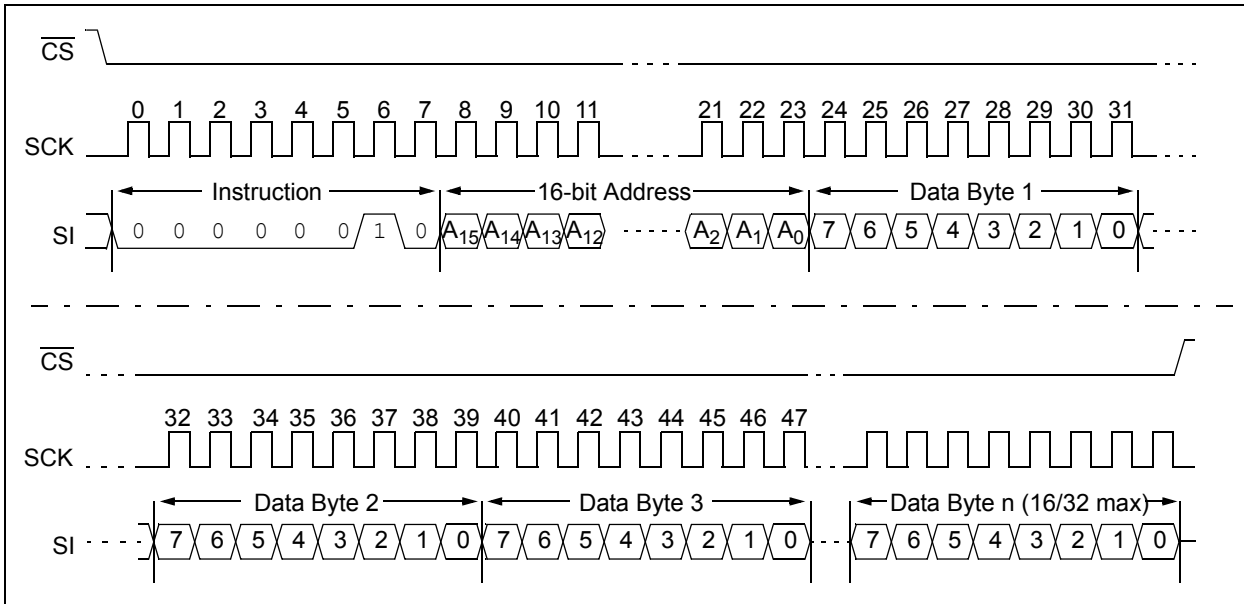 CS
0 1 2 3 4 5 6 7 8 9 10 11 21 22 23 24 25 26 27 28 29 30 31
SCK
Instruction 16-bit Address Data Byte 1
SI 0 0 0 0 0 0 1 0 A15 A14 A13 A12 A2 A1 A0 7 6 5 4 3 2 1 0
CS
32 33 34 35 36 37 38 39 40 41 42 43 44 45 46 47
SCK
Data Byte 2 Data Byte 3 Data Byte n (16/32 max)
SI 7 6 5 4 3 2 1 0 7 6 5 4 3 2 1 0 7 6 5 4 3 2 1 0